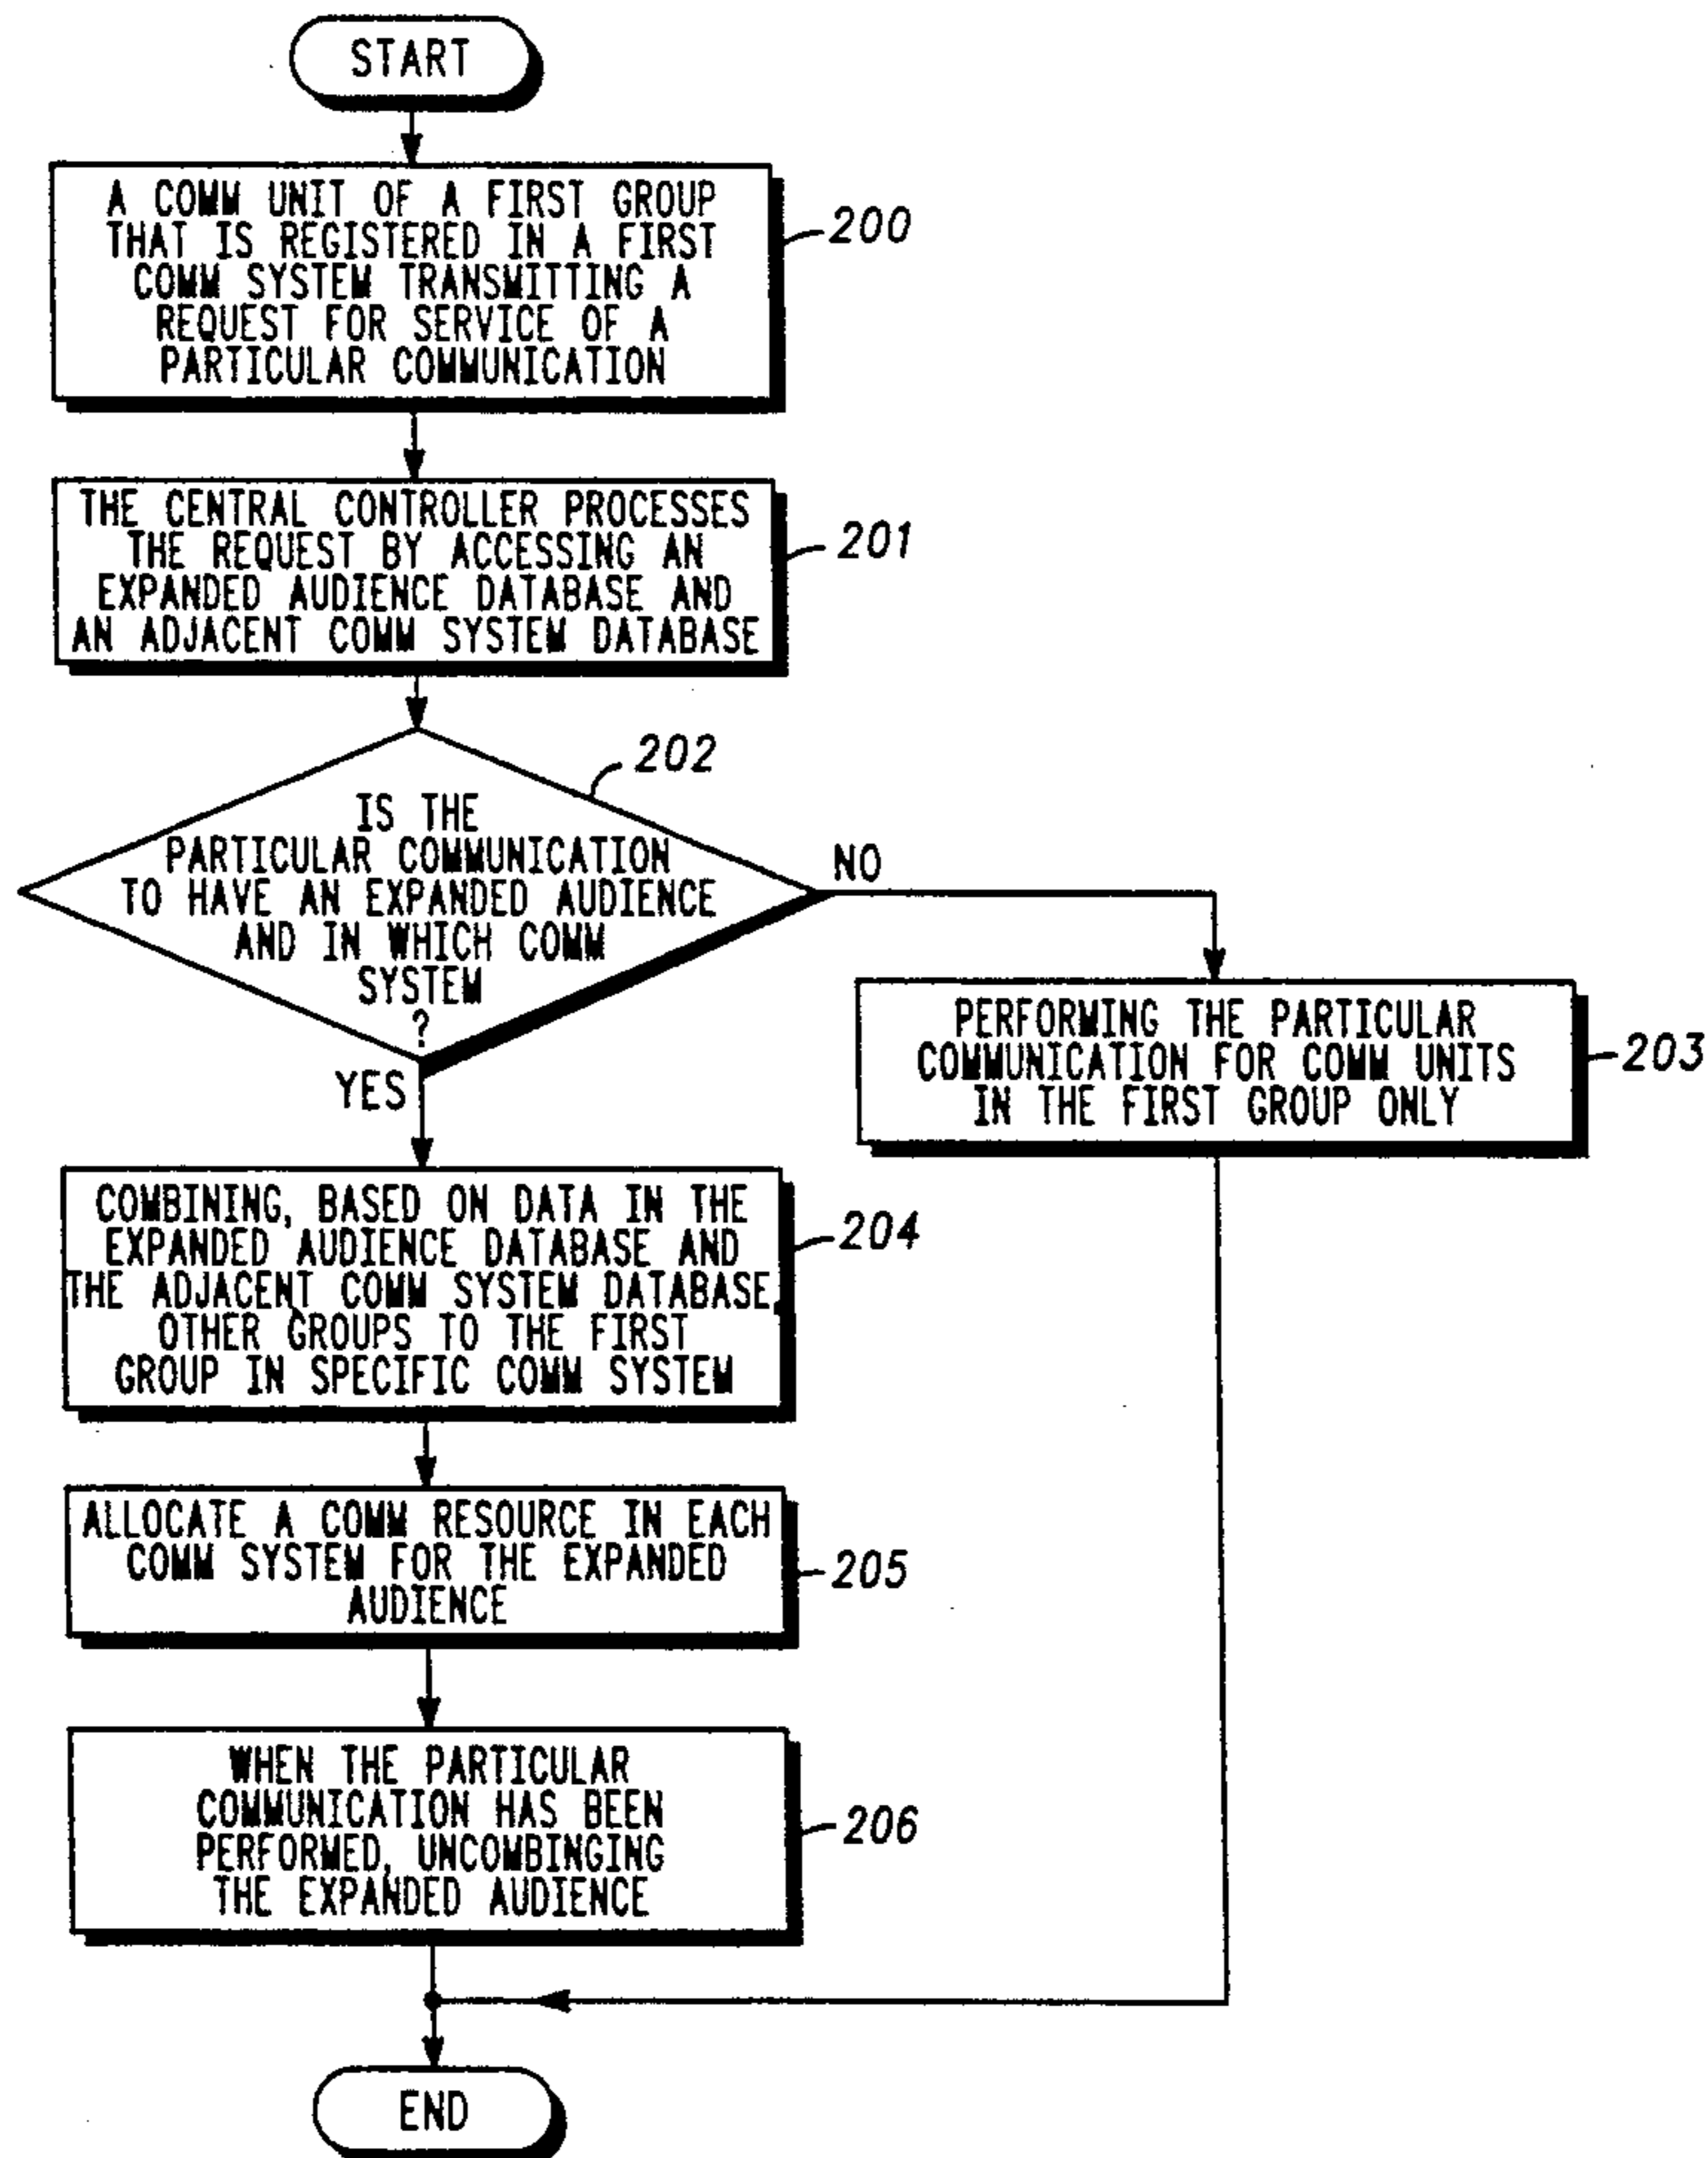 START
A COMM UNIT OF A FIRST GROUP
THAT IS REGISTERED IN A FIRST
COMM SYSTEM TRANSMITTING A
REQUEST FOR SERVICE OF A
PARTICULAR COMMUNICATION
200
THE CENTRAL CONTROLLER PROCESSES
THE REQUEST BY ACCESSING AN
EXPANDED AUDIENCE DATABASE AND
AN ADJACENT COMM SYSTEM DATABASE
201
202
IS THE
PARTICULAR COMMUNICATION
TO HAVE AN EXPANDED AUDIENCE
AND IN WHICH COMM
SYSTEM
?
NO
YES
PERFORMING THE PARTICULAR
COMMUNICATION FOR COMM UNITS
IN THE FIRST GROUP ONLY
203
COMBINING, BASED ON DATA IN THE
EXPANDED AUDIENCE DATABASE AND
THE ADJACENT COMM SYSTEM DATABASE,
OTHER GROUPS TO THE FIRST
GROUP IN SPECIFIC COMM SYSTEM
204
ALLOCATE A COMM RESOURCE IN EACH
COMM SYSTEM FOR THE EXPANDED
AUDIENCE
205
WHEN THE PARTICULAR
COMMUNICATION HAS BEEN
PERFORMED, UNCOMBINGING
THE EXPANDED AUDIENCE
206
END